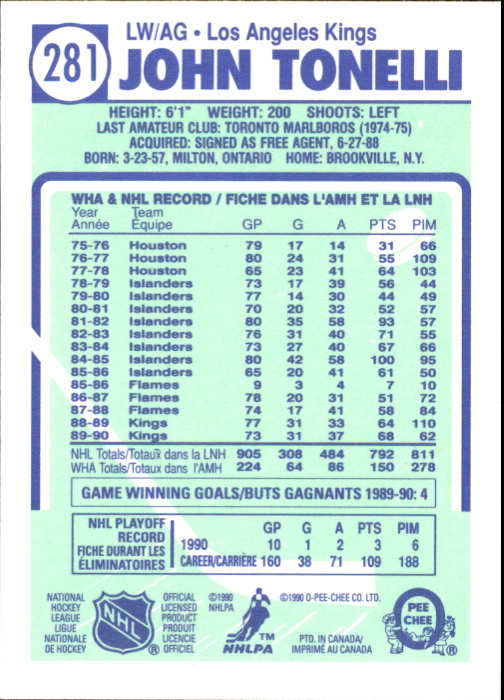 281
LW/AG • Los Angeles Kings
JOHN TONELLI
HEIGHT: 6'1" WEIGHT: 200 SHOOTS: LEFT
LAST AMATEUR CLUB: TORONTO MARLBOROS (1974-75)
ACQUIRED: SIGNED AS FREE AGENT, 6-27-88
BORN: 3-23-57, MILTON, ONTARIO HOME: BROOKVILLE, N.Y.
WHA & NHL RECORD / FICHE DANS L'AMH ET LA LNH
Year Team
Année Équipe GP G A PTS PIM
75-76 Houston 79 17 14 31 66
76-77 Houston 80 24 31 55 109
77-78 Houston 65 23 41 64 103
78-79 Islanders 73 17 39 56 44
79-80 Islanders 77 14 30 44 49
80-81 Islanders 70 20 32 52 57
81-82 Islanders 80 35 58 93 57
82-83 Islanders 76 31 40 71 55
83-84 Islanders 73 27 40 67 66
84-85 Islanders 80 42 58 100 95
85-86 Islanders 65 20 41 61 50
85-86 Flames 9 3 4 7 10
86-87 Flames 78 20 31 51 72
87-88 Flames 74 17 41 58 84
88-89 Kings 77 31 33 64 110
89-90 Kings 73 31 37 68 62
NHL Totals/Totaux dans la LNH 905 308 484 792 811
WHA Totals/Totaux dans l'AMH 224 64 86 150 278
GAME WINNING GOALS/BUTS GAGNANTS 1989-90: 4
NHL PLAYOFF
RECORD
FICHE DURANT LES
ÉLIMINATOIRES
GP G A PTS PIM
1990 10 1 2 3 6
CAREER/CARRIÈRE 160 38 71 109 188
NATIONAL
HOCKEY
LEAGUE
LIGUE
NATIONALE
DE HOCKEY
NHL ®
OFFICIAL
LICENSED
PRODUCT
PRODUIT
LICENCIE
OFFICIEL
©1990
NHLPA
TM
NHLPA
©1990 O-PEE-CHEE CO. LTD.
PTD. IN CANADA/
IMPRIMÉ AU CANADA
O
PEE
CHEE
®